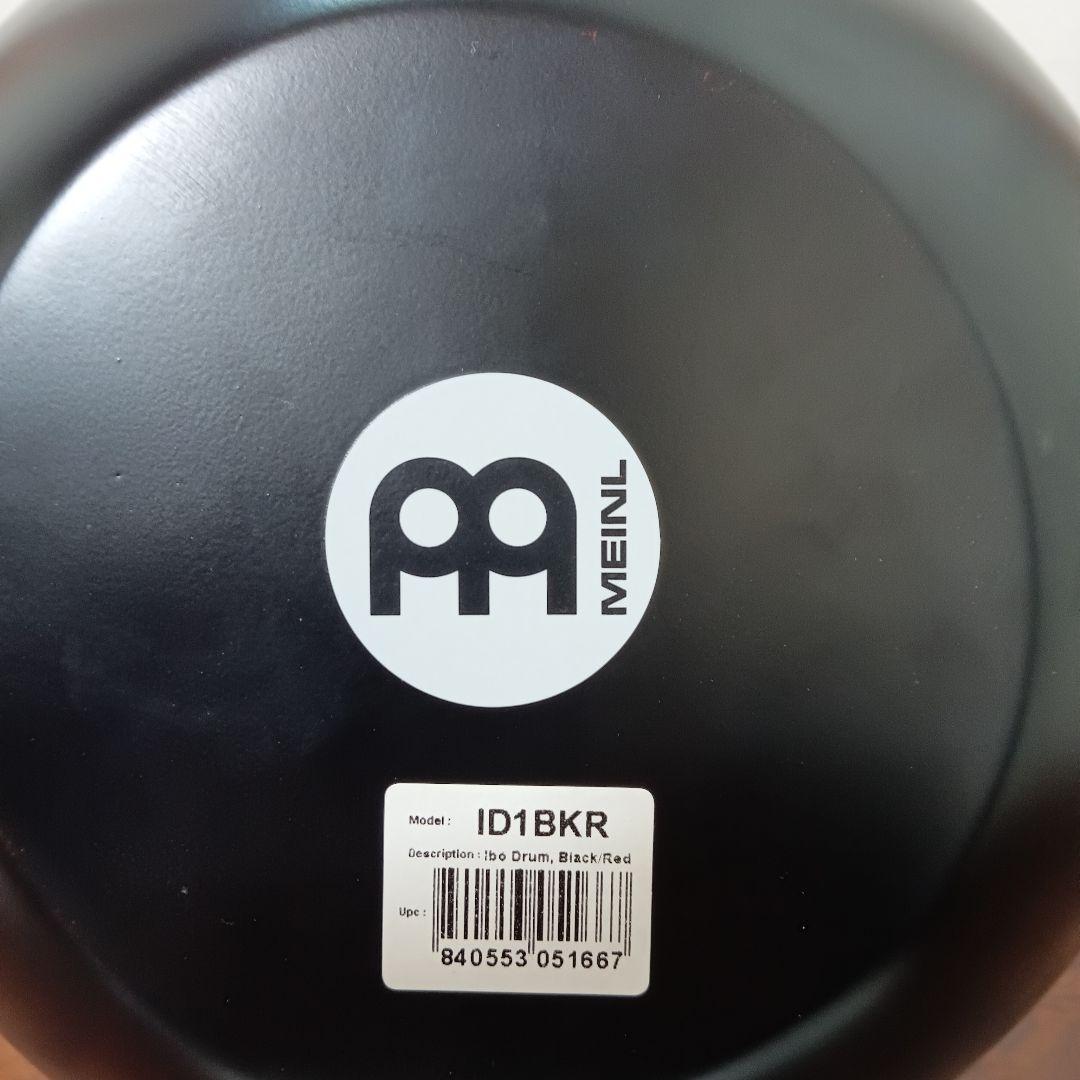 MEINL
Model : ID1BKR
Description : Ibo Drum, Black/Red
Upc :
840553 051667